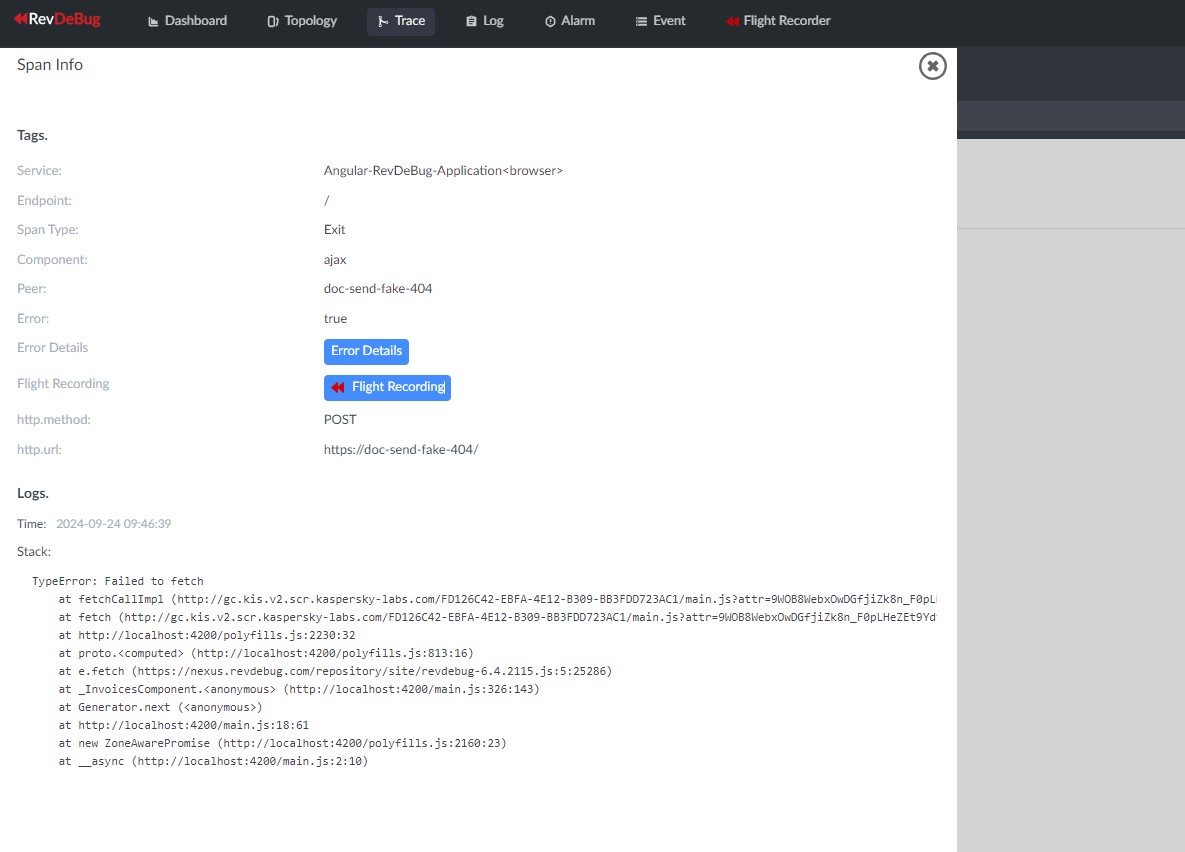 RevDeBug Dashboard Topology Trace Log Alarm Event Flight Recorder
Span Info
Tags.
Service: Angular-RevDeBug-Application<browser>
Endpoint: /
Span Type: Exit
Component: ajax
Peer: doc-send-fake-404
Error: true
Error Details Error Details
Flight Recording Flight Recording
http.method: POST
http.url: https://doc-send-fake-404/
Logs.
Time: 2024-09-24 09:46:39
Stack:
TypeError: Failed to fetch
at fetchCallImpl (http://gc.kis.v2.scr.kaspersky-labs.com/FD126C42-EBFA-4E12-B309-BB3FDD723AC1/main.js?attr=9WOB8WebxOwDGfjiZk8n_F0pL
at fetch (http://gc.kis.v2.scr.kaspersky-labs.com/FD126C42-EBFA-4E12-B309-BB3FDD723AC1/main.js?attr=9WOB8WebxOwDGfjiZk8n_F0pLHeZEt9Yd
at http://localhost:4200/polyfills.js:2230:32
at proto.<computed> (http://localhost:4200/polyfills.js:813:16)
at e.fetch (https://nexus.revdebug.com/repository/site/revdebug-6.4.2115.js:5:25286)
at _InvoicesComponent.<anonymous> (http://localhost:4200/main.js:326:143)
at Generator.next (<anonymous>)
at http://localhost:4200/main.js:18:61
at new ZoneAwarePromise (http://localhost:4200/polyfills.js:2160:23)
at __async (http://localhost:4200/main.js:2:10)